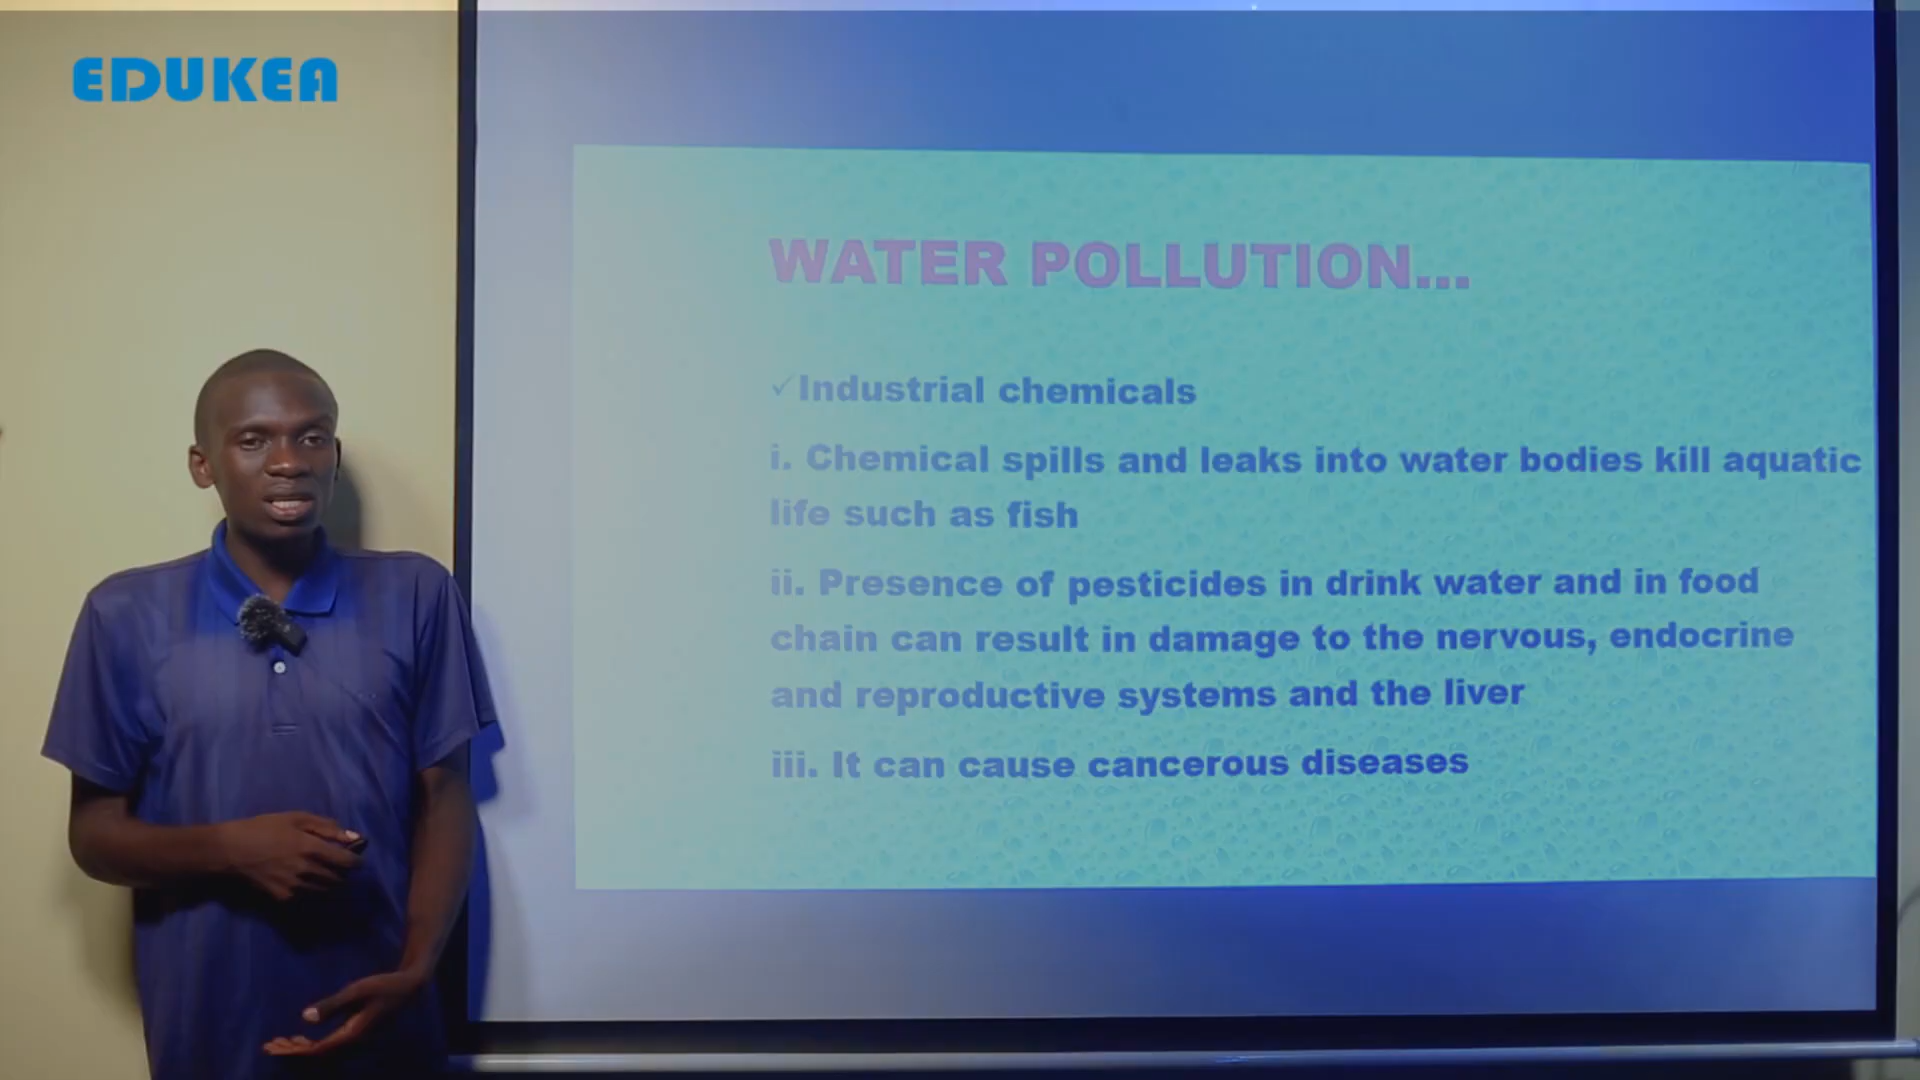 EDUKEA
WATER POLLUTION...
✓Industrial chemicals
i. Chemical spills and leaks into water bodies kill aquatic
life such as fish
ii. Presence of pesticides in drink water and in food
chain can result in damage to the nervous, endocrine
and reproductive systems and the liver
iii. It can cause cancerous diseases